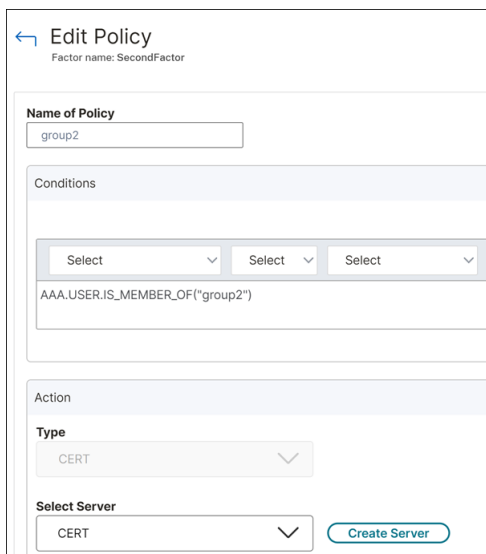 Edit Policy
Factor name: SecondFactor
Name of Policy
group2
Conditions
Select Select Select
AAA.USER.IS_MEMBER_OF("group2")
Action
Type
CERT
Select Server
CERT Create Server